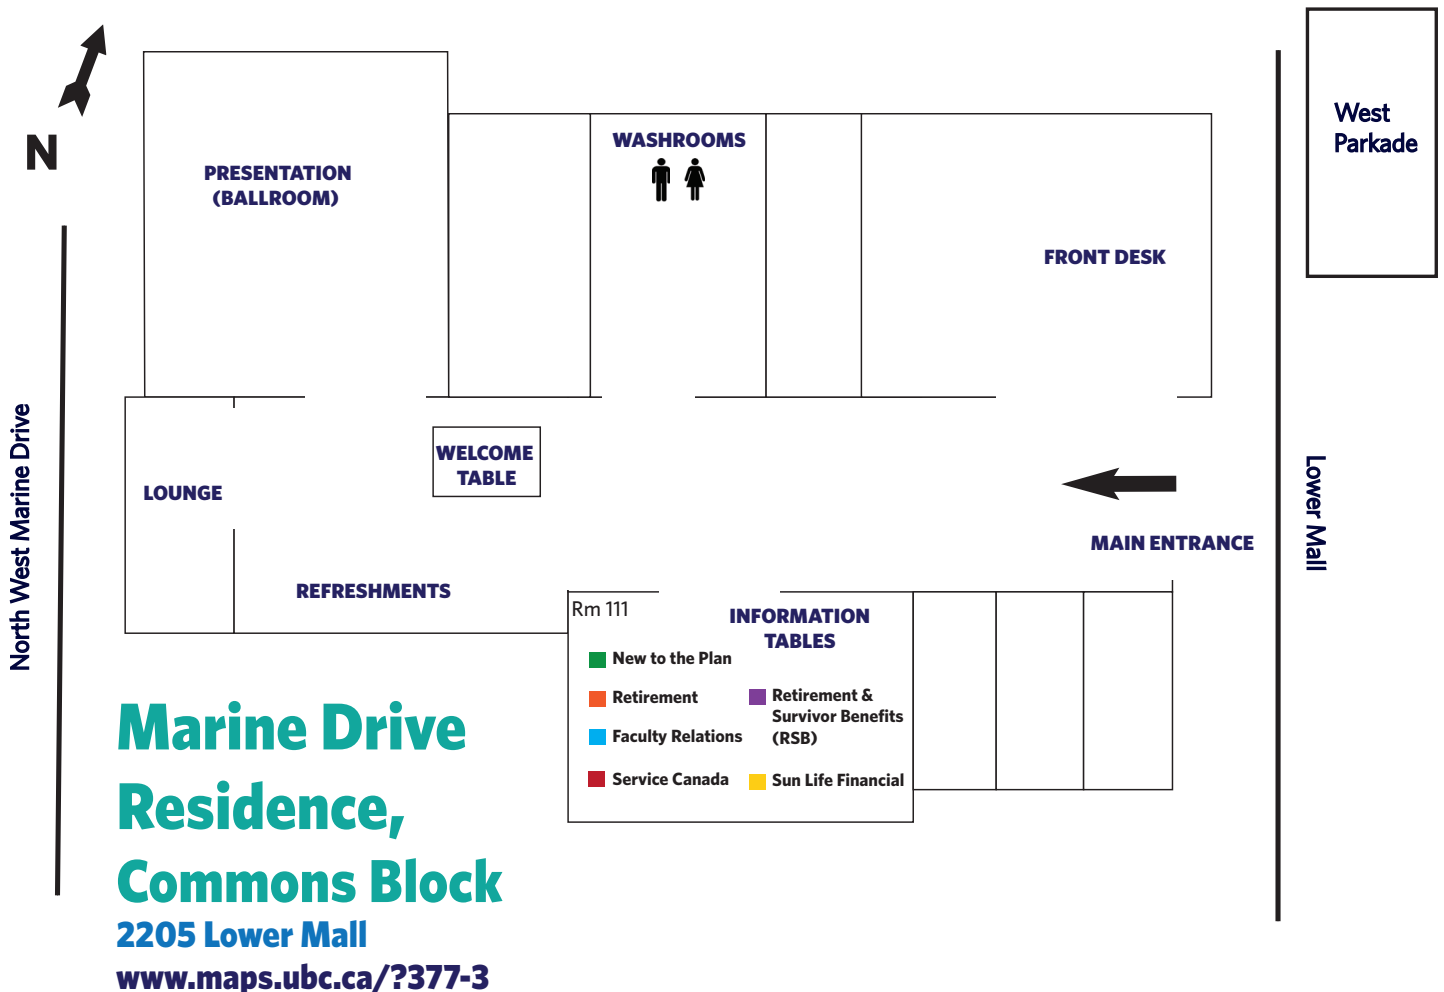 N
West
Parkade
WASHROOMS
PRESENTATION
(BALLROOM)
FRONT DESK
North West Marine Drive
WELCOME
TABLE
LOUNGE
Lower Mall
MAIN ENTRANCE
REFRESHMENTS
Rm 111
INFORMATION
TABLES
New to the Plan
Retirement
Faculty Relations
Service Canada
Retirement &
Survivor Benefits
(RSB)
Sun Life Financial
Marine Drive
Residence,
Commons Block
2205 Lower Mall
www.maps.ubc.ca/?377-3